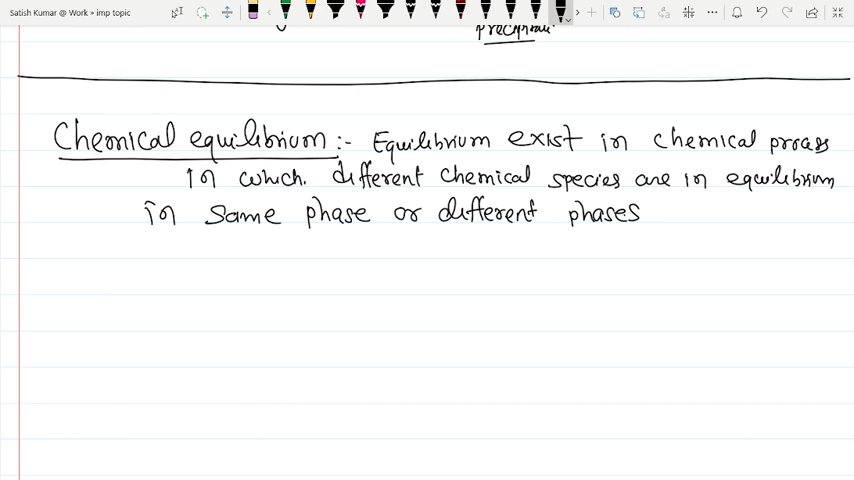 Satish Kumar @ Work » imp topic
Chemical equilibrium :- Equilibrium exist in chemical process
in which different chemical species are in equilibrium
in same phase or different phases